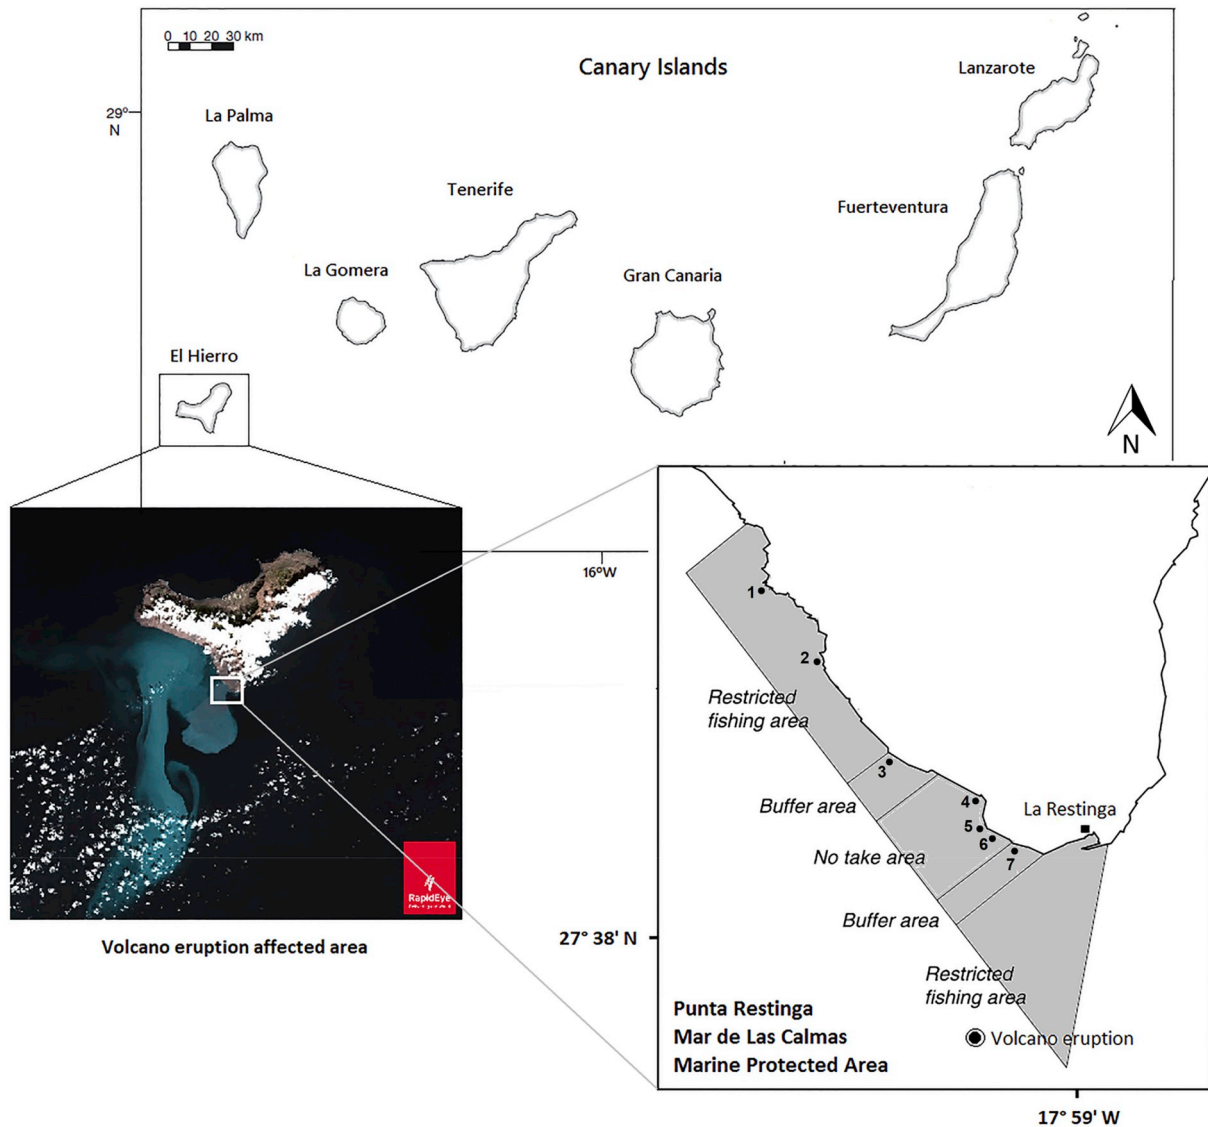 0 10 20 30 km
Canary Islands
Lanzarote
29º
N
La Palma
Tenerife
Fuerteventura
La Gomera
Gran Canaria
El Hierro
N
16ºW
1
2
Restricted
fishing area
3
Buffer area
4
La Restinga
5
6
No take area
7
RapidEye
Buffer area
Volcano eruption affected area
27° 38' N
Restricted
fishing area
Punta Restinga
Mar de Las Calmas
Volcano eruption
Marine Protected Area
17° 59' W